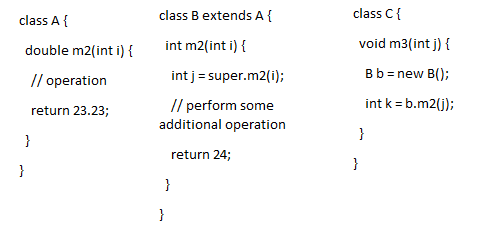 class A {
double m2(int i) {
// operation
return 23.23;
}
}
class B extends A {
int m2(int i) {
int j = super.m2(i);
// perform some
additional operation
return 24;
}
}
class C {
void m3(int j) {
B b = new B();
int k = b.m2(j);
}
}